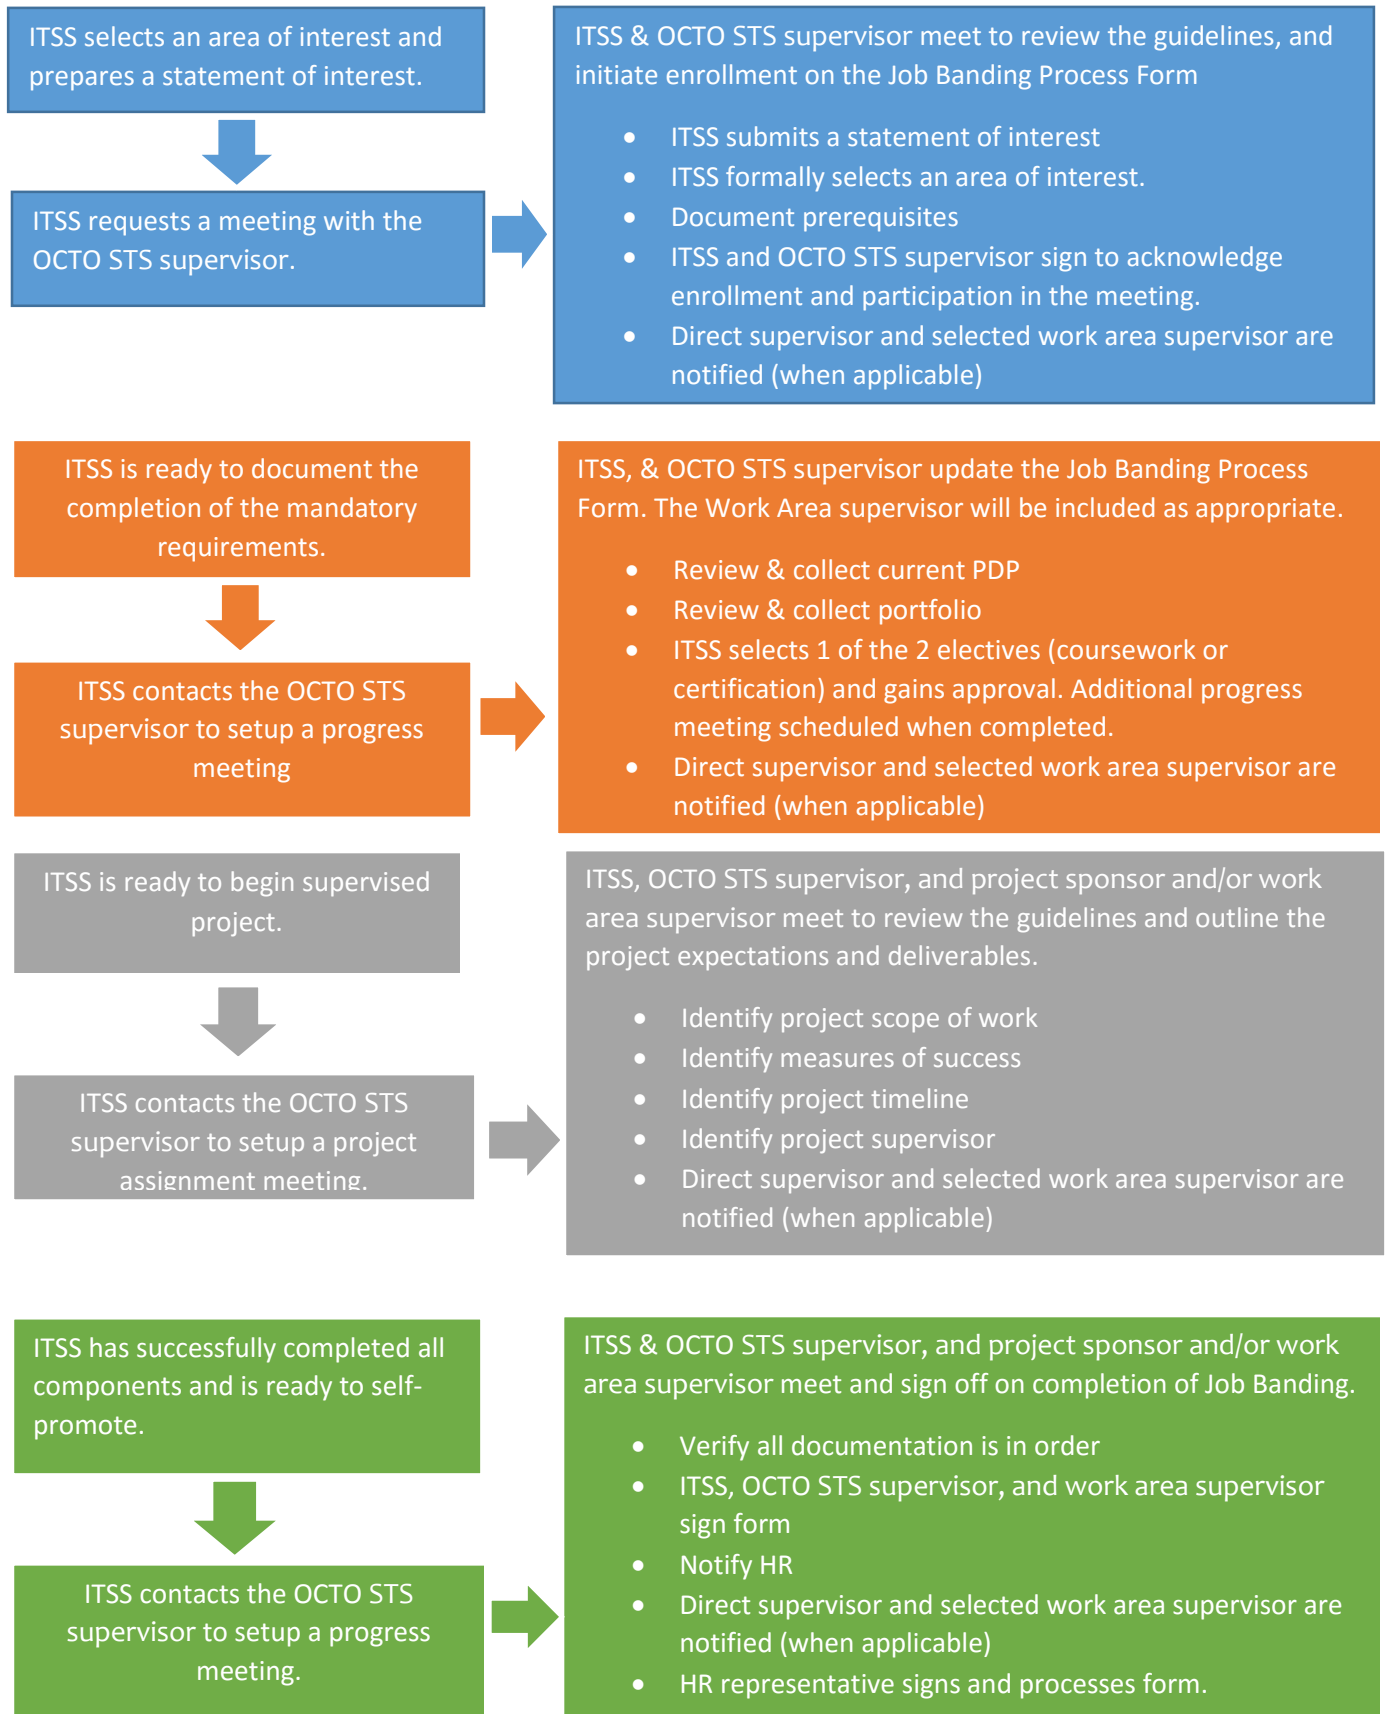 ITSS selects an area of interest and
prepares a statement of interest.
ITSS requests a meeting with the
OCTO STS supervisor.
ITSS & OCTO STS supervisor meet to review the guidelines, and
initiate enrollment on the Job Banding Process Form
• ITSS submits a statement of interest
• ITSS formally selects an area of interest.
• Document prerequisites
• ITSS and OCTO STS supervisor sign to acknowledge
enrollment and participation in the meeting.
• Direct supervisor and selected work area supervisor are
notified (when applicable)
ITSS is ready to document the
completion of the mandatory
requirements.
ITSS contacts the OCTO STS
supervisor to setup a progress
meeting
ITSS, & OCTO STS supervisor update the Job Banding Process
Form. The Work Area supervisor will be included as appropriate.
• Review & collect current PDP
• Review & collect portfolio
• ITSS selects 1 of the 2 electives (coursework or
certification) and gains approval. Additional progress
meeting scheduled when completed.
• Direct supervisor and selected work area supervisor are
notified (when applicable)
ITSS is ready to begin supervised
project.
ITSS contacts the OCTO STS
supervisor to setup a project
assignment meeting.
ITSS, OCTO STS supervisor, and project sponsor and/or work
area supervisor meet to review the guidelines and outline the
project expectations and deliverables.
• Identify project scope of work
• Identify measures of success
• Identify project timeline
• Identify project supervisor
• Direct supervisor and selected work area supervisor are
notified (when applicable)
ITSS has successfully completed all
components and is ready to self-
promote.
ITSS contacts the OCTO STS
supervisor to setup a progress
meeting.
ITSS & OCTO STS supervisor, and project sponsor and/or work
area supervisor meet and sign off on completion of Job Banding.
• Verify all documentation is in order
• ITSS, OCTO STS supervisor, and work area supervisor
sign form
• Notify HR
• Direct supervisor and selected work area supervisor are
notified (when applicable)
• HR representative signs and processes form.